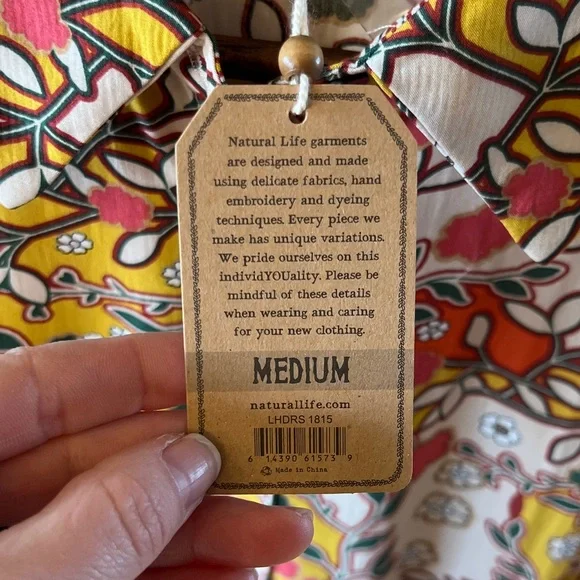 Natural Life garments
are designed and made
using delicate fabrics, hand
embroidery and dyeing
techniques. Every piece we
make has unique variations.
We pride ourselves on this
individYOUality. Please be
mindful of these details
when wearing and caring
for your new clothing.
MEDIUM
naturallife.com
LHDRS 1815
6 14390 61573 9
Made in China